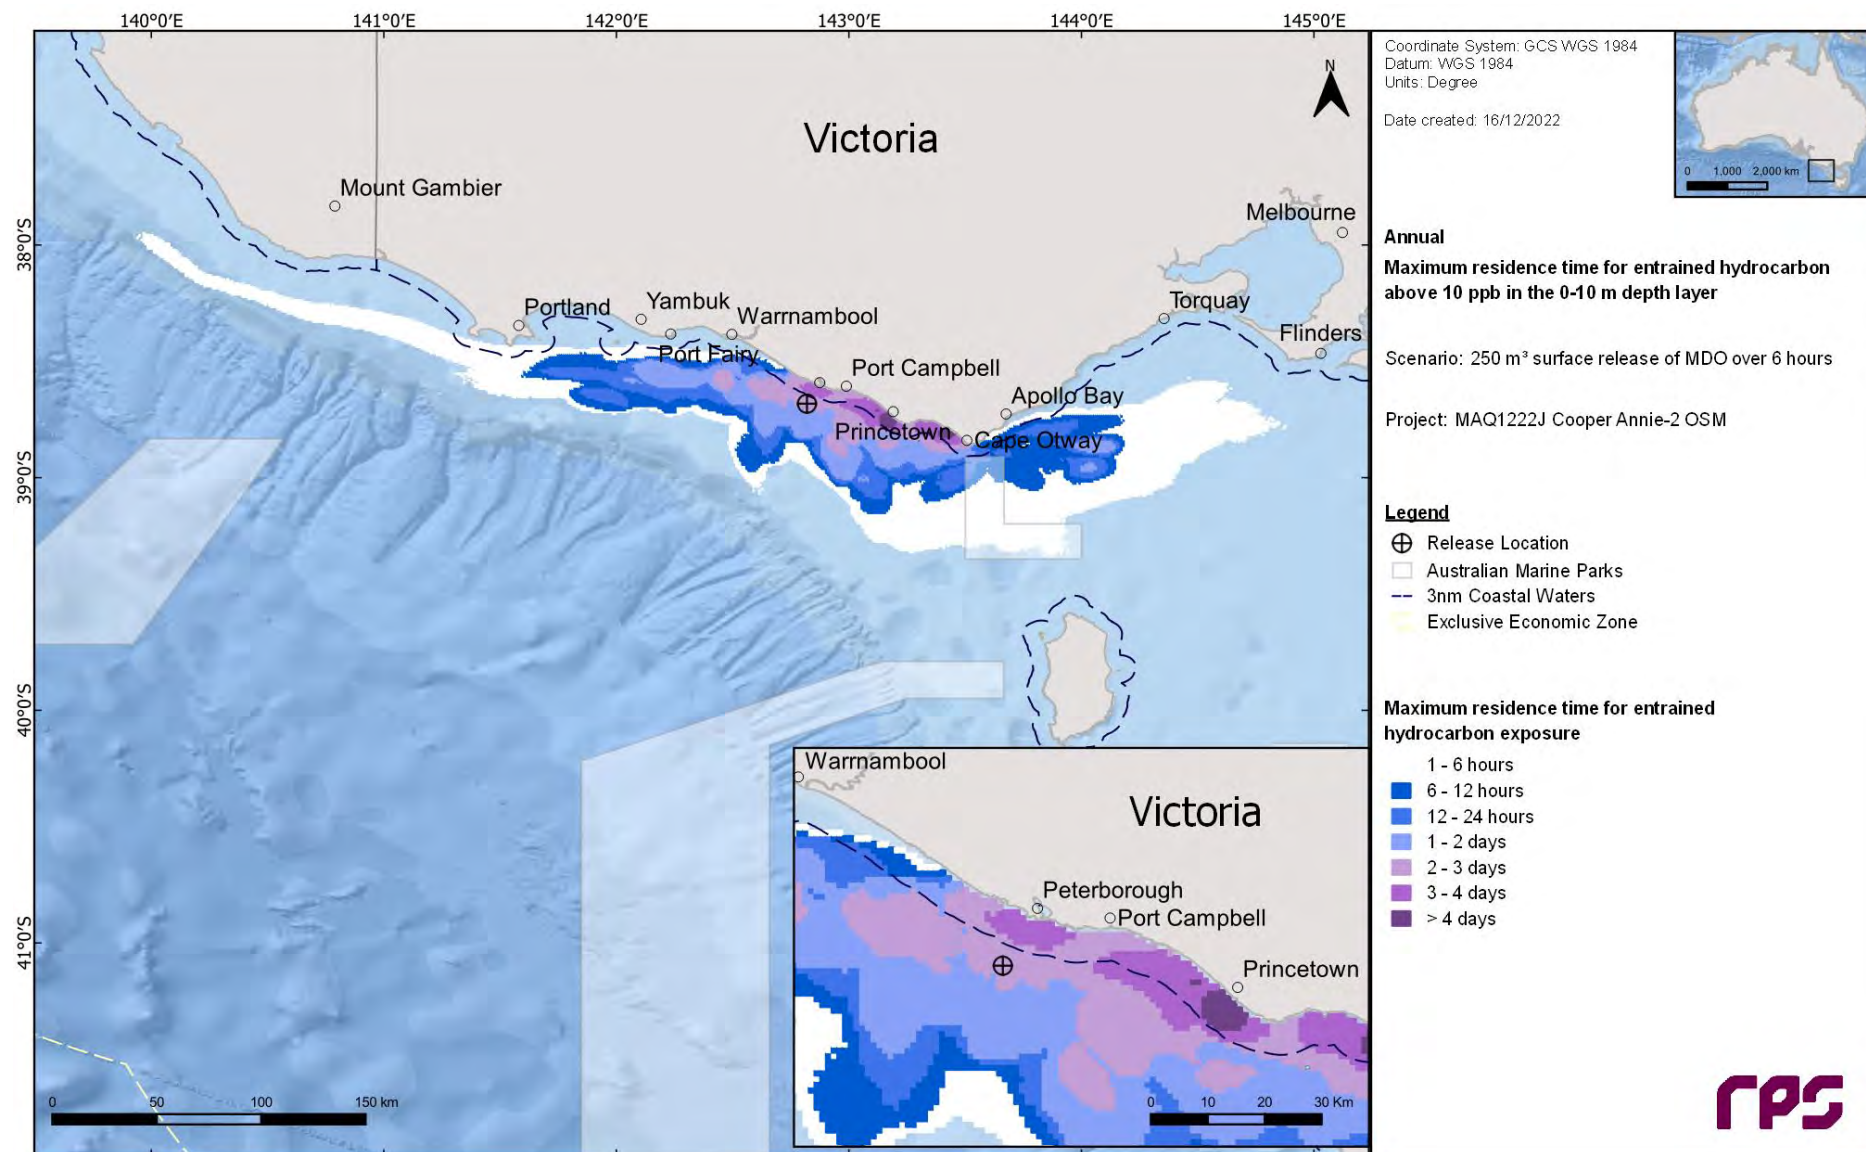 140°0′E
141°0′E
142°0′E
143°0′E
144°0′E
145°0′E
38°0′S
39°0′S
40°0′S
41°0′S
N
Victoria
Mount Gambier
Melbourne
Portland
Yambuk
Warrnambool
Torquay
Flinders
Port Fairy
Port Campbell
Apollo Bay
Princetown
Cape Otway
0 50 100 150 km
Warrnambool
Victoria
Peterborough
Port Campbell
Princetown
0 10 20 30 Km
Coordinate System: GCS WGS 1984
Datum: WGS 1984
Units: Degree
Date created: 16/12/2022
0 1,000 2,000 km
Annual
Maximum residence time for entrained hydrocarbon
above 10 ppb in the 0-10 m depth layer
Scenario: 250 m³ surface release of MDO over 6 hours
Project: MAQ1222J Cooper Annie-2 OSM
Legend
Release Location
Australian Marine Parks
3nm Coastal Waters
Exclusive Economic Zone
Maximum residence time for entrained
hydrocarbon exposure
1 - 6 hours
6 - 12 hours
12 - 24 hours
1 - 2 days
2 - 3 days
3 - 4 days
> 4 days
rps